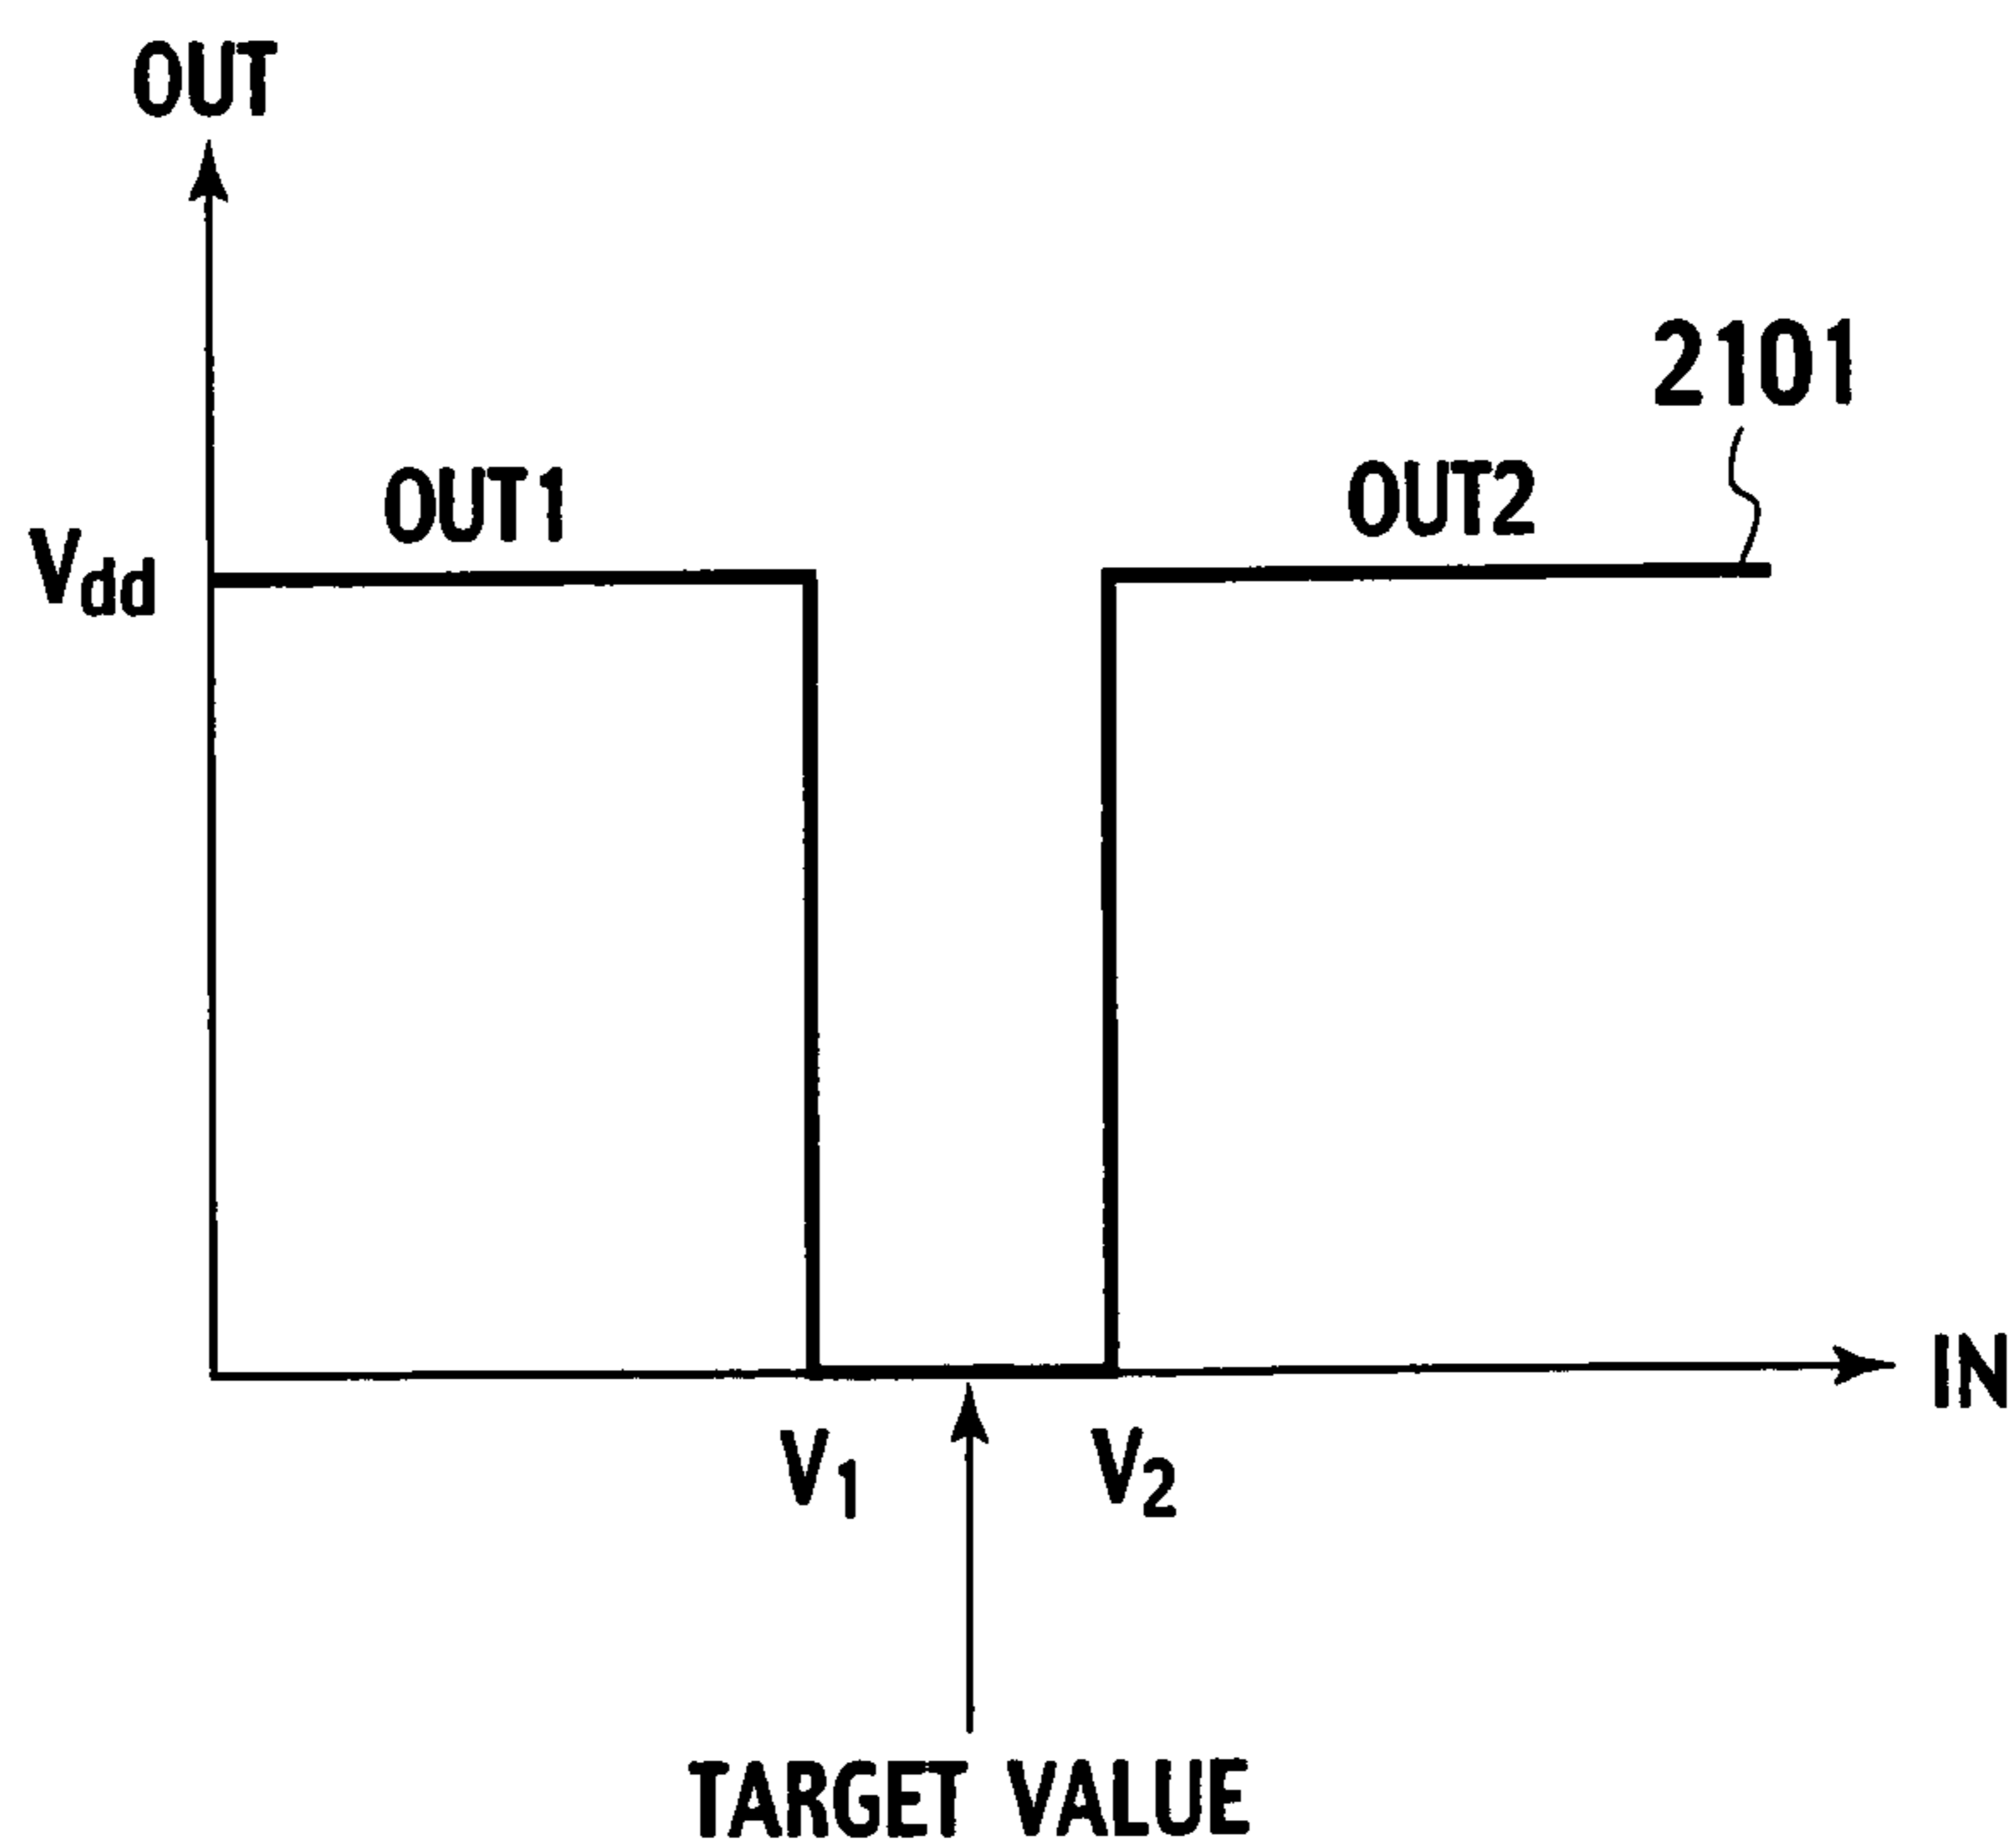 OUT
2101
OUT1
OUT2
Vdd
IN
V1
V2
TARGET VALUE